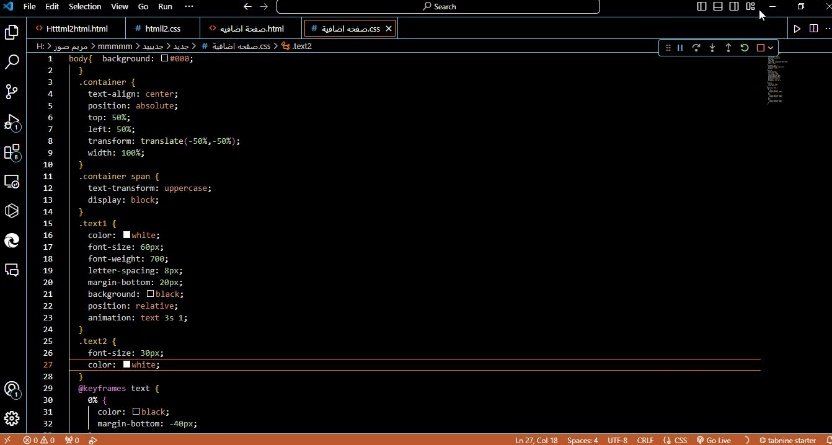 File Edit Selection View Go Run ··· Search
Htttml2html.html htmll2.css صفحة اضافيه.html صفحه اضافية.css
H: > مريم صور > mmmmm > جديبيد > جديد > صفحه اضافية.css > .text2
1 body{ background: #000;
2 }
3 .container {
4 text-align: center;
5 position: absolute;
6 top: 50%;
7 left: 50%;
8 transform: translate(-50%,-50%);
9 width: 100%;
10 }
11 .container span {
12 text-transform: uppercase;
13 display: block;
14 }
15 .text1 {
16 color: white;
17 font-size: 60px;
18 font-weight: 700;
19 letter-spacing: 8px;
20 margin-bottom: 20px;
21 background: black;
22 position: relative;
23 animation: text 3s 1;
24 }
25 .text2 {
26 font-size: 30px;
27 color: white;
28 }
29 @keyframes text {
30 0% {
31 color: black;
32 margin-bottom: -40px;
0 0 0 Ln 27, Col 18 Spaces: 4 UTF-8 CRLF CSS Go Live tabnine starter